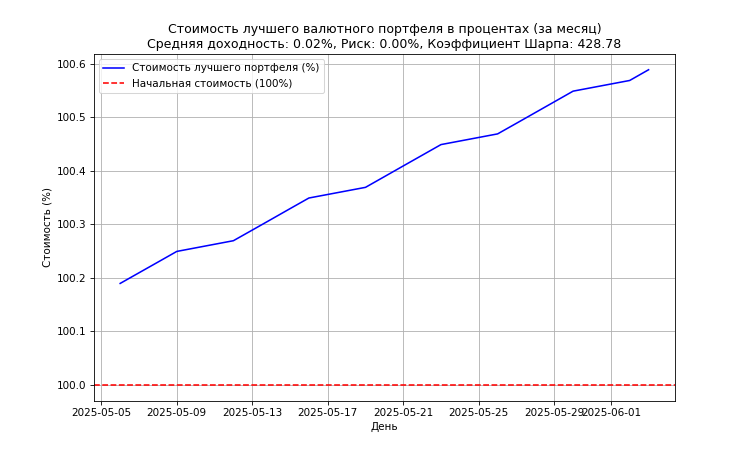 Стоимость лучшего валютного портфеля в процентах (за месяц)
Средняя доходность: 0.02%, Риск: 0.00%, Коэффициент Шарпа: 428.78
Стоимость лучшего портфеля (%)
Начальная стоимость (100%)
Стоимость (%)
100.6
100.5
100.4
100.3
100.2
100.1
100.0
2025-05-05 2025-05-09 2025-05-13 2025-05-17 2025-05-21 2025-05-25 2025-05-29 2025-06-01
День